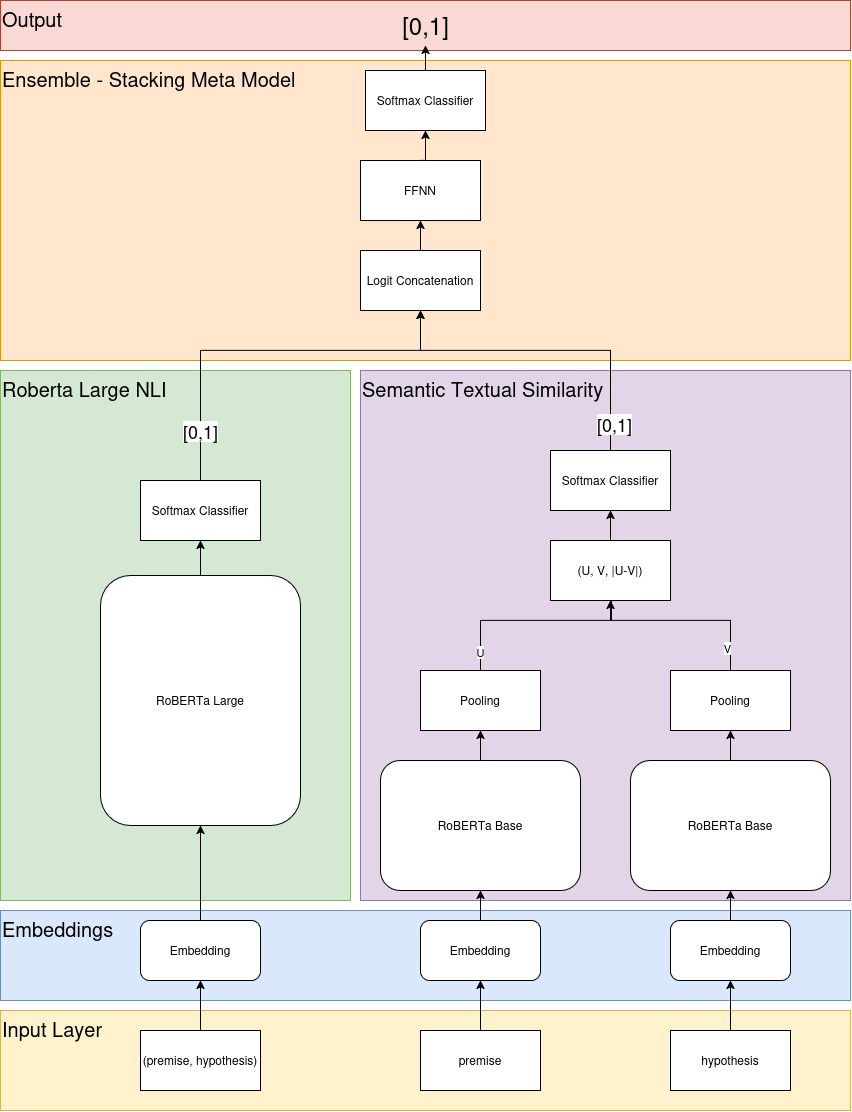 Output
[0,1]
Ensemble - Stacking Meta Model
Softmax Classifier
FFNN
Logit Concatenation
Roberta Large NLI
[0,1]
Softmax Classifier
RoBERTa Large
Semantic Textual Similarity
[0,1]
Softmax Classifier
(U, V, |U-V|)
U
V
Pooling
Pooling
RoBERTa Base
RoBERTa Base
Embeddings
Embedding
Embedding
Embedding
Input Layer
(premise, hypothesis)
premise
hypothesis